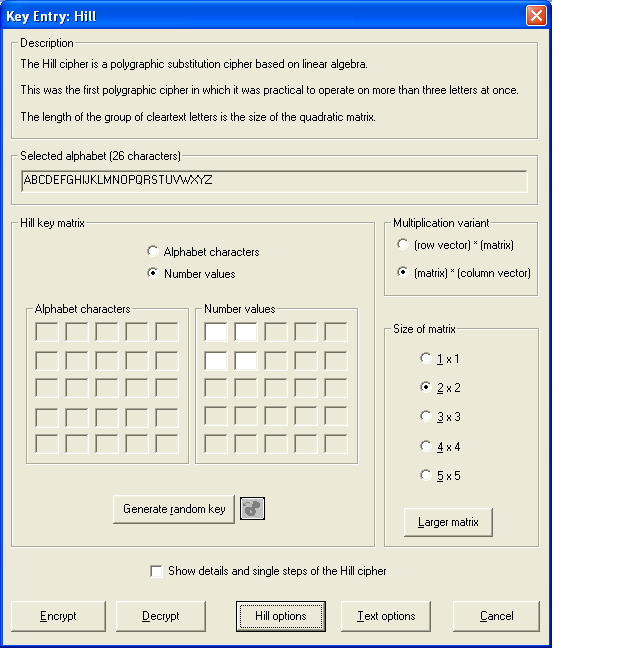 Key Entry: Hill
Description
The Hill cipher is a polygraphic substitution cipher based on linear algebra.
This was the first polygraphic cipher in which it was practical to operate on more than three letters at once.
The length of the group of cleartext letters is the size of the quadratic matrix.
Selected alphabet (26 characters)
ABCDEFGHIJKLMNOPQRSTUVWXYZ
Hill key matrix
Alphabet characters
Number values
Alphabet characters
Number values
Generate random key
Multiplication variant
(row vector) * (matrix)
(matrix) * (column vector)
Size of matrix
1 x 1
2 x 2
3 x 3
4 x 4
5 x 5
Larger matrix
Show details and single steps of the Hill cipher
Encrypt
Decrypt
Hill options
Text options
Cancel